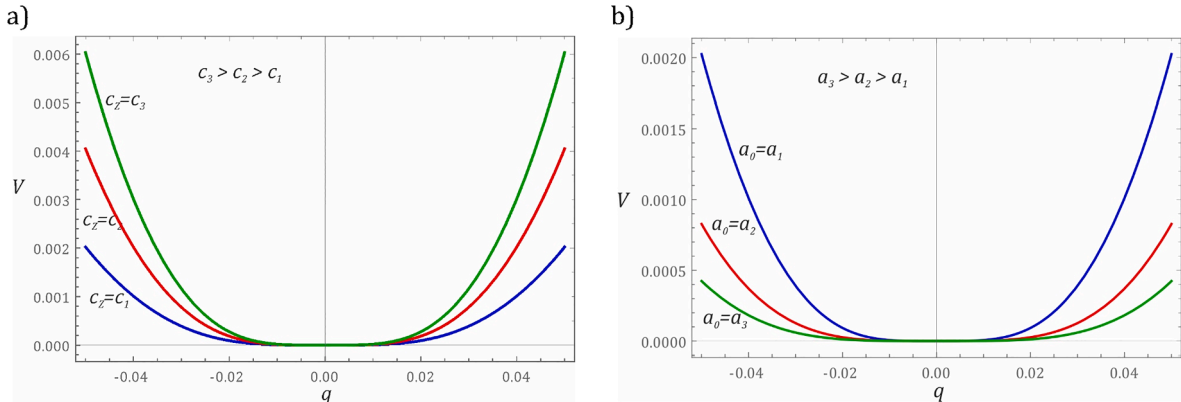 a)
c₃ > c₂ > c₁
c_Z=c₃
c_Z=c₂
c_Z=c₁
V
0.006
0.005
0.004
0.003
0.002
0.001
0.000
-0.04 -0.02 0.00 0.02 0.04
q
b)
a₃ > a₂ > a₁
a₀=a₁
a₀=a₂
a₀=a₃
V
0.0020
0.0015
0.0010
0.0005
0.0000
-0.04 -0.02 0.00 0.02 0.04
q